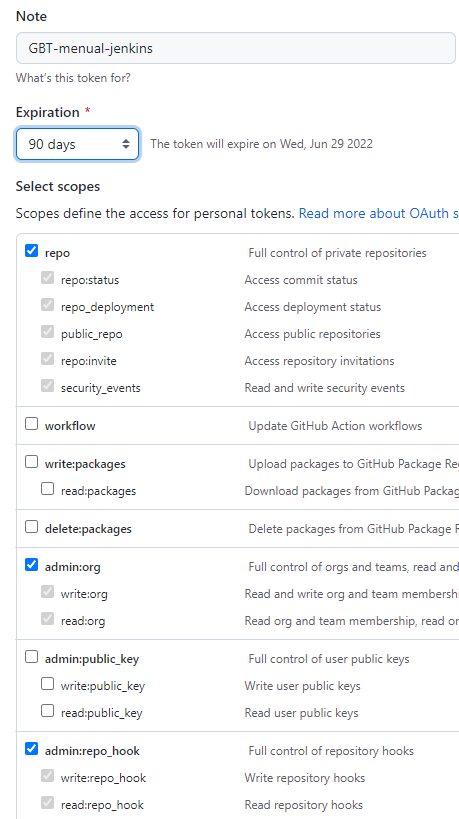 Note
GBT-menual-jenkins
What's this token for?
Expiration *
90 days The token will expire on Wed, Jun 29 2022
Select scopes
Scopes define the access for personal tokens. Read more about OAuth s
repo Full control of private repositories
repo:status Access commit status
repo_deployment Access deployment status
public_repo Access public repositories
repo:invite Access repository invitations
security_events Read and write security events
workflow Update GitHub Action workflows
write:packages Upload packages to GitHub Package Reg
read:packages Download packages from GitHub Packag
delete:packages Delete packages from GitHub Package R
admin:org Full control of orgs and teams, read and
write:org Read and write org and team membersh
read:org Read org and team membership, read or
admin:public_key Full control of user public keys
write:public_key Write user public keys
read:public_key Read user public keys
admin:repo_hook Full control of repository hooks
write:repo_hook Write repository hooks
read:repo_hook Read repository hooks